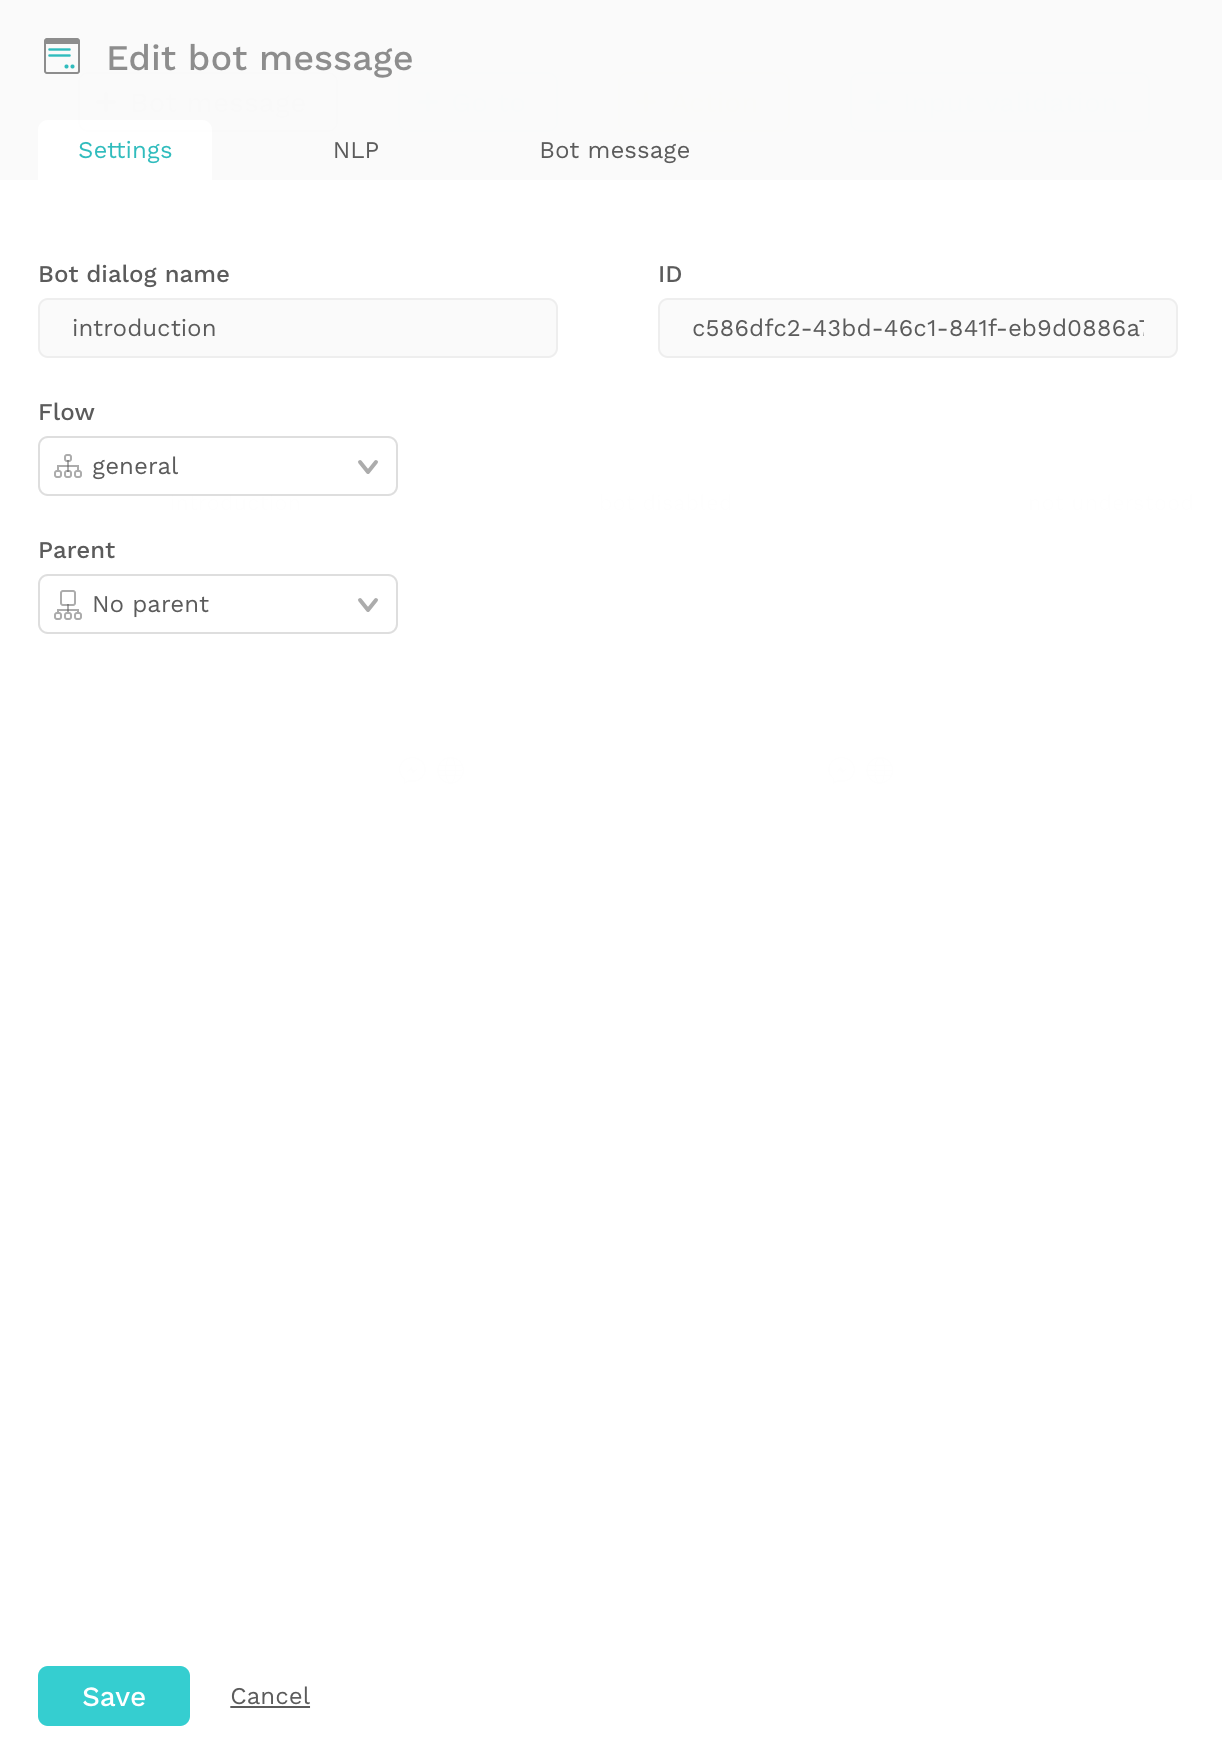 Edit bot message
Settings NLP Bot message
Bot dialog name ID
introduction c586dfc2-43bd-46c1-841f-eb9d0886a
Flow
general
Parent
No parent
Save Cancel